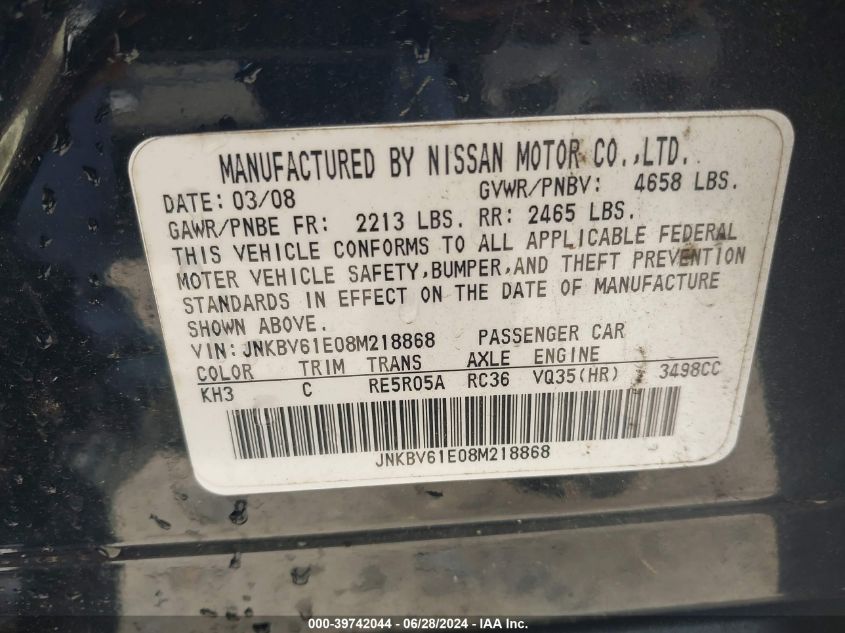 MANUFACTURED BY NISSAN MOTOR CO.,LTD.
DATE: 03/08 GVWR/PNBV: 4658 LBS.
GAWR/PNBE FR: 2213 LBS. RR: 2465 LBS.
THIS VEHICLE CONFORMS TO ALL APPLICABLE FEDERAL
MOTER VEHICLE SAFETY,BUMPER,AND THEFT PREVENTION
STANDARDS IN EFFECT ON THE DATE OF MANUFACTURE
SHOWN ABOVE.
VIN: JNKBV61E08M218868 PASSENGER CAR
COLOR TRIM TRANS AXLE ENGINE
KH3 C RE5R05A RC36 VQ35(HR) 3498CC
JNKBV61E08M218868
000-39742044 - 06/28/2024 - IAA Inc.